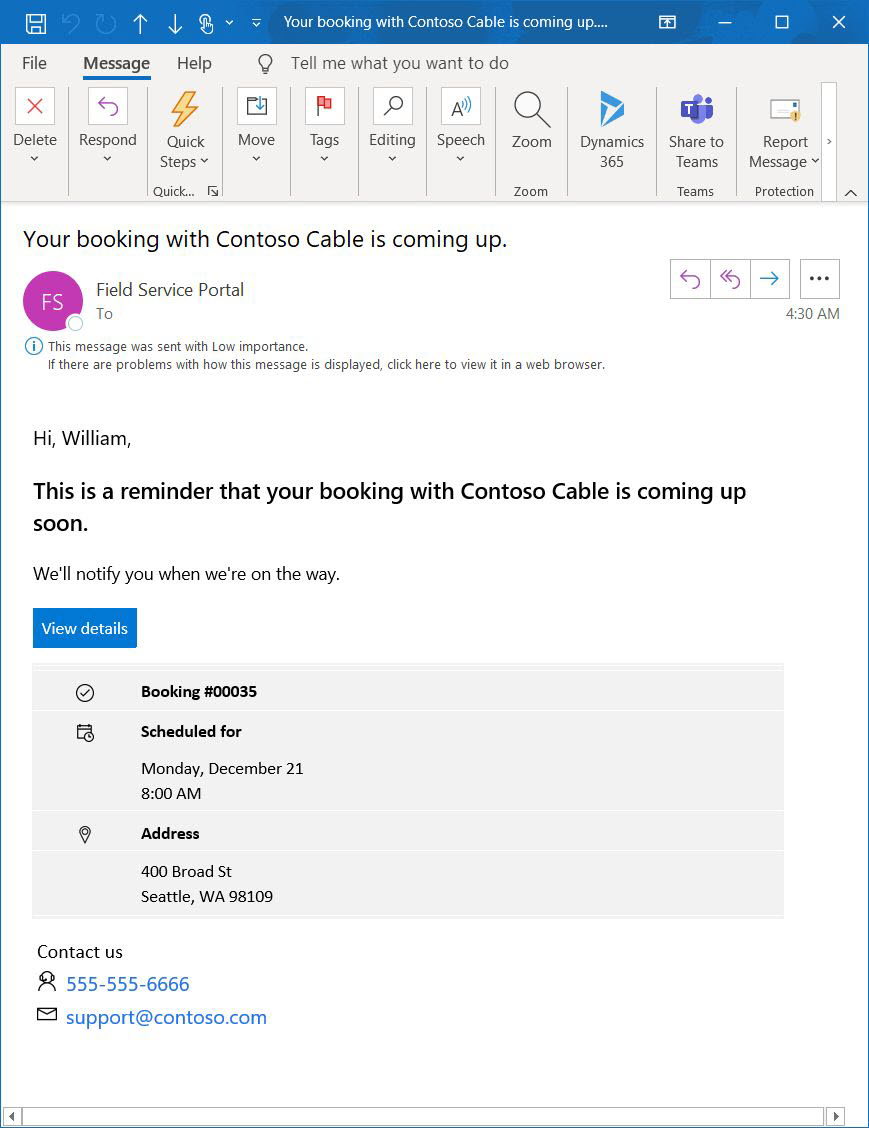 Your booking with Contoso Cable is coming up....
File Message Help Tell me what you want to do
Delete Respond Quick Steps Move Tags Editing Speech Zoom Dynamics 365 Share to Teams Report Message
Quick... Zoom Teams Protection
Your booking with Contoso Cable is coming up.
FS
Field Service Portal
To
4:30 AM
This message was sent with Low importance.
If there are problems with how this message is displayed, click here to view it in a web browser.
Hi, William,
This is a reminder that your booking with Contoso Cable is coming up
soon.
We'll notify you when we're on the way.
View details
Booking #00035
Scheduled for
Monday, December 21
8:00 AM
Address
400 Broad St
Seattle, WA 98109
Contact us
555-555-6666
support@contoso.com